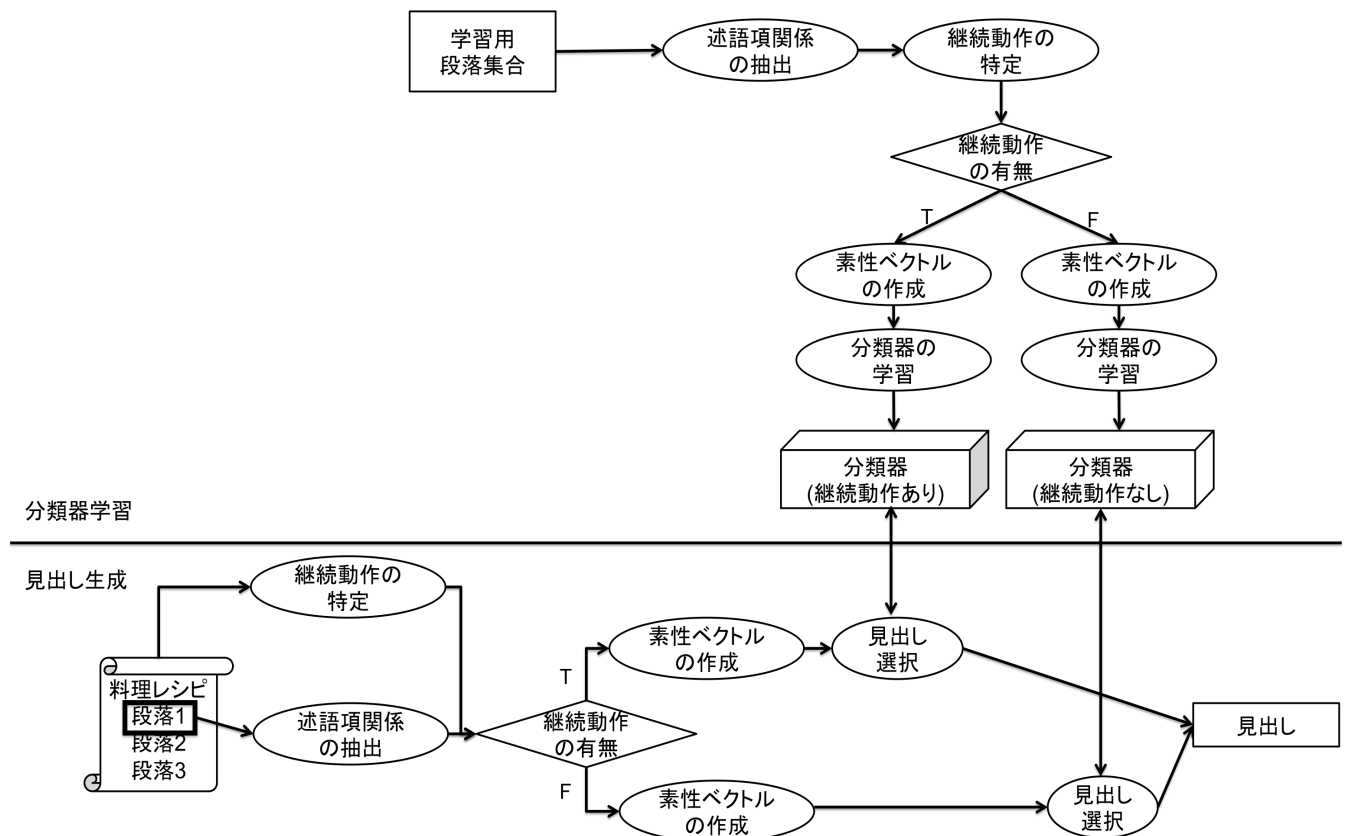 学習用
段落集合
述語項関係
の抽出
継続動作の
特定
継続動作
の有無
T
F
素性ベクトル
の作成
素性ベクトル
の作成
分類器の
学習
分類器の
学習
分類器
(継続動作あり)
分類器
(継続動作なし)
分類器学習
見出し生成
継続動作の
特定
料理レシピ
段落1
段落2
段落3
述語項関係
の抽出
継続動作
の有無
T
F
素性ベクトル
の作成
見出し
選択
素性ベクトル
の作成
見出し
選択
見出し